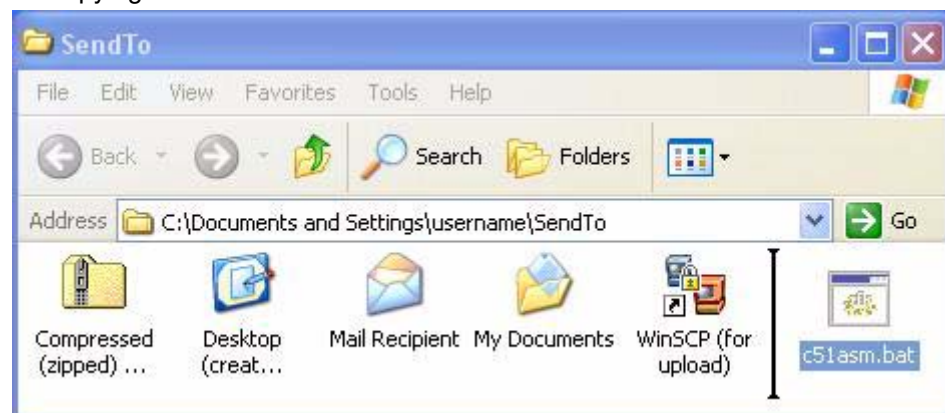 SendTo
File Edit View Favorites Tools Help
Back Search Folders
Address C:\Documents and Settings\username\SendTo Go
Compressed (zipped) ...
Desktop (creat...
Mail Recipient
My Documents
WinSCP (for upload)
c51asm.bat